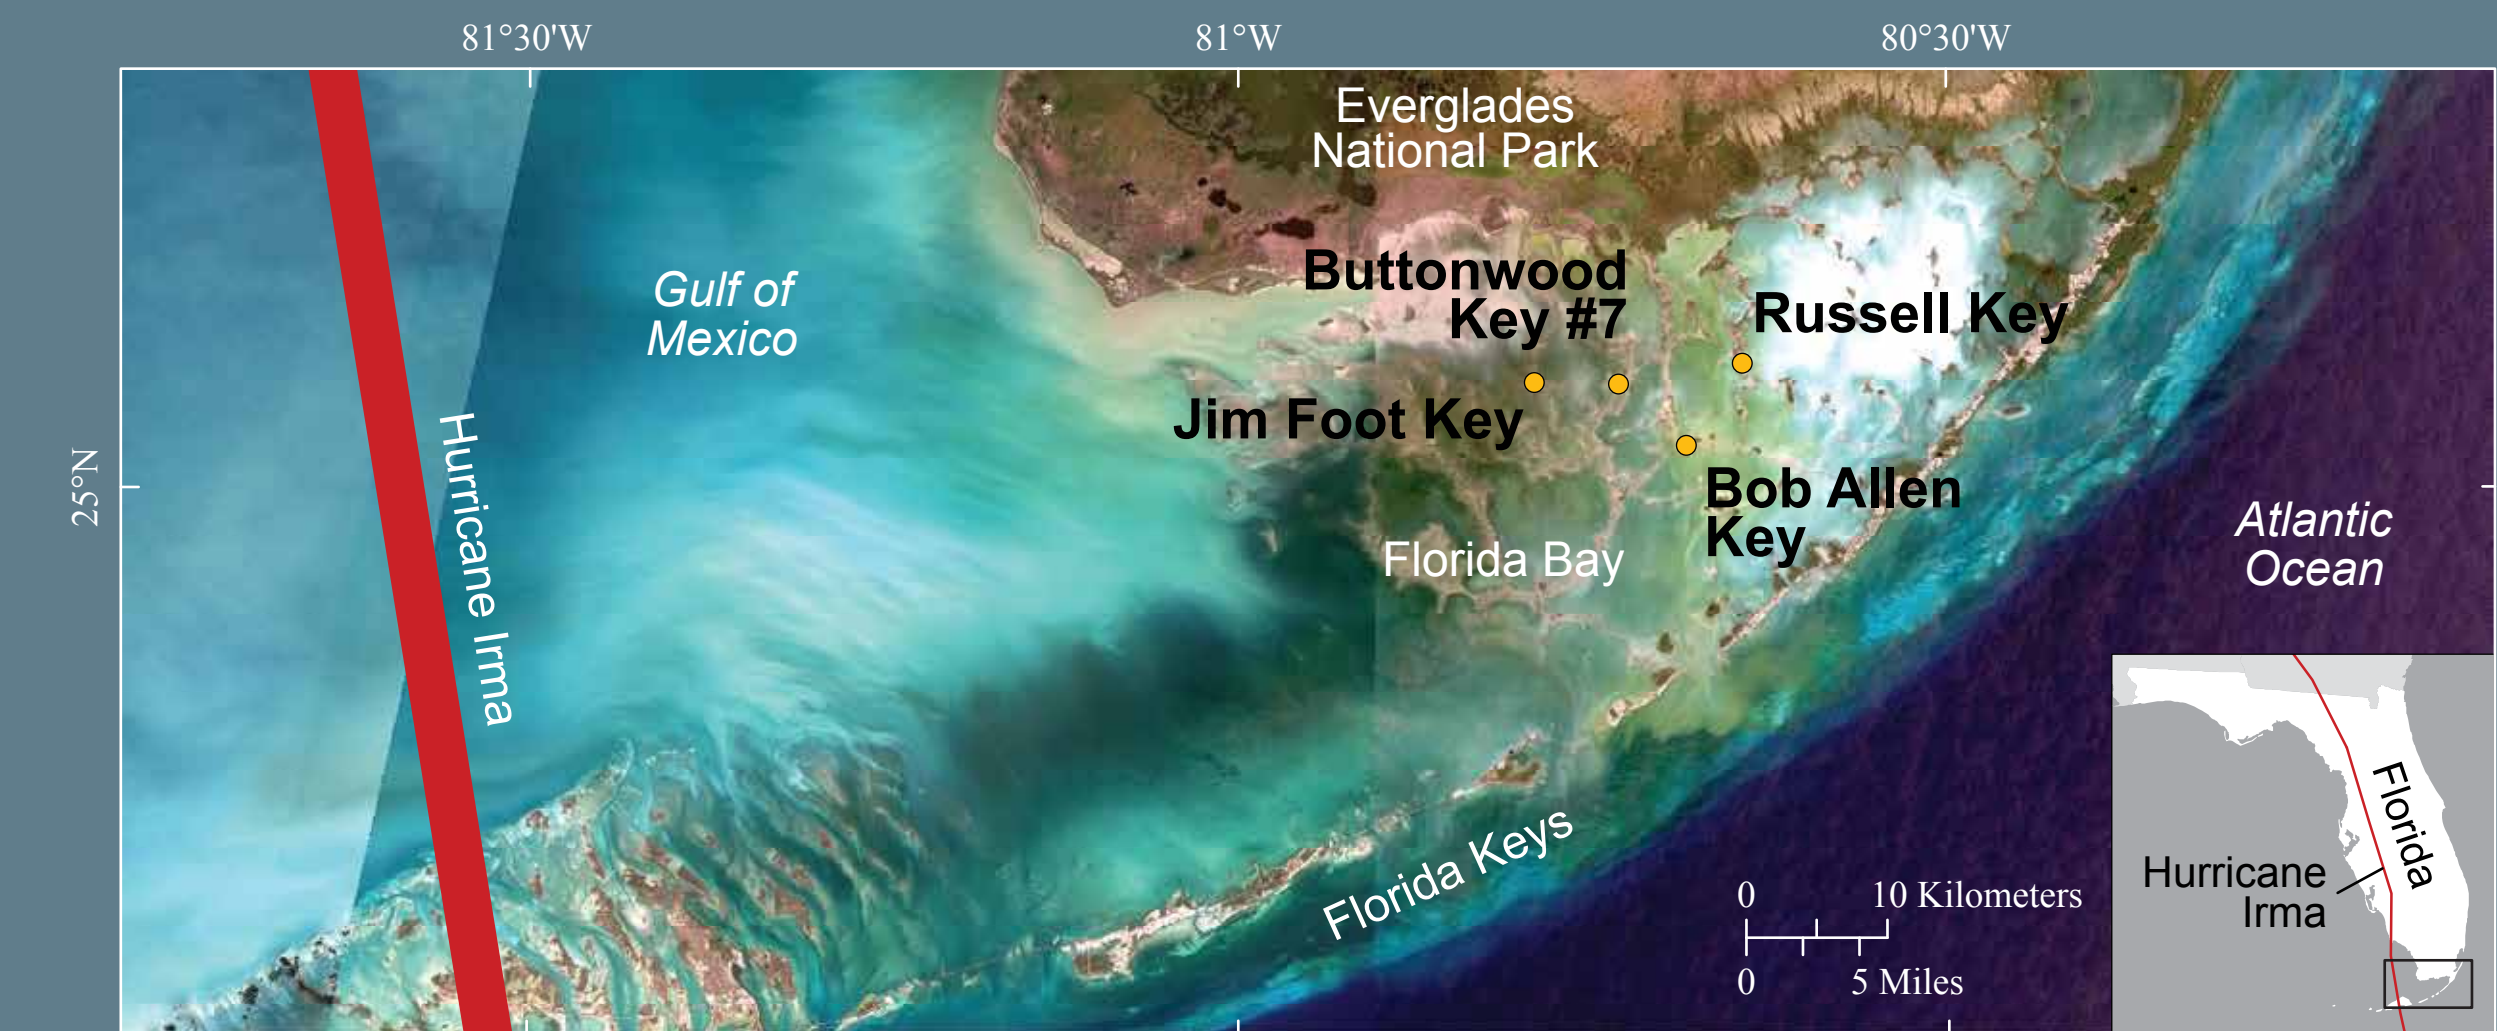 81°30'W
81°W
80°30'W
25°N
Everglades
National Park
Gulf of
Mexico
Buttonwood
Key #7
Russell Key
Jim Foot Key
Bob Allen
Key
Hurricane Irma
Florida Bay
Atlantic
Ocean
Florida Keys
0 10 Kilometers
0 5 Miles
Florida
Hurricane
Irma